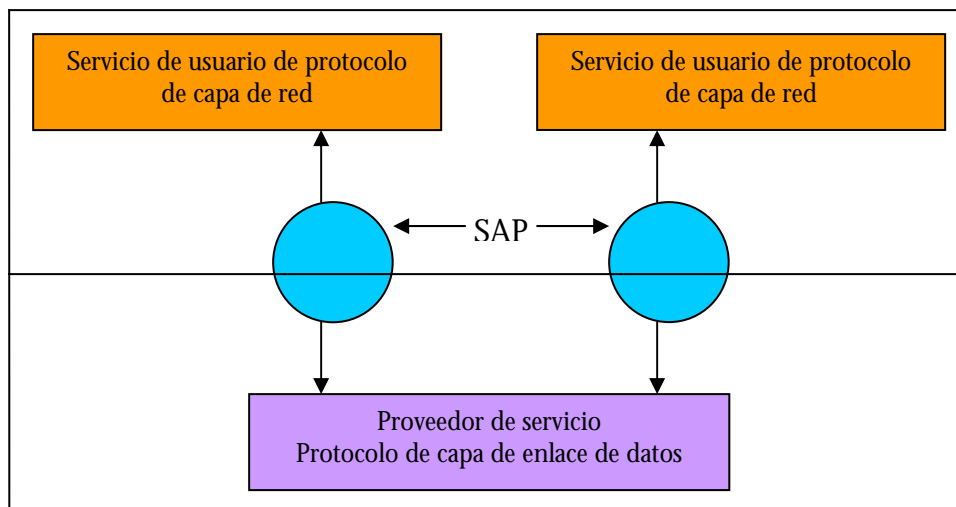 Servicio de usuario de protocolo
de capa de red
Servicio de usuario de protocolo
de capa de red
SAP
Proveedor de servicio
Protocolo de capa de enlace de datos